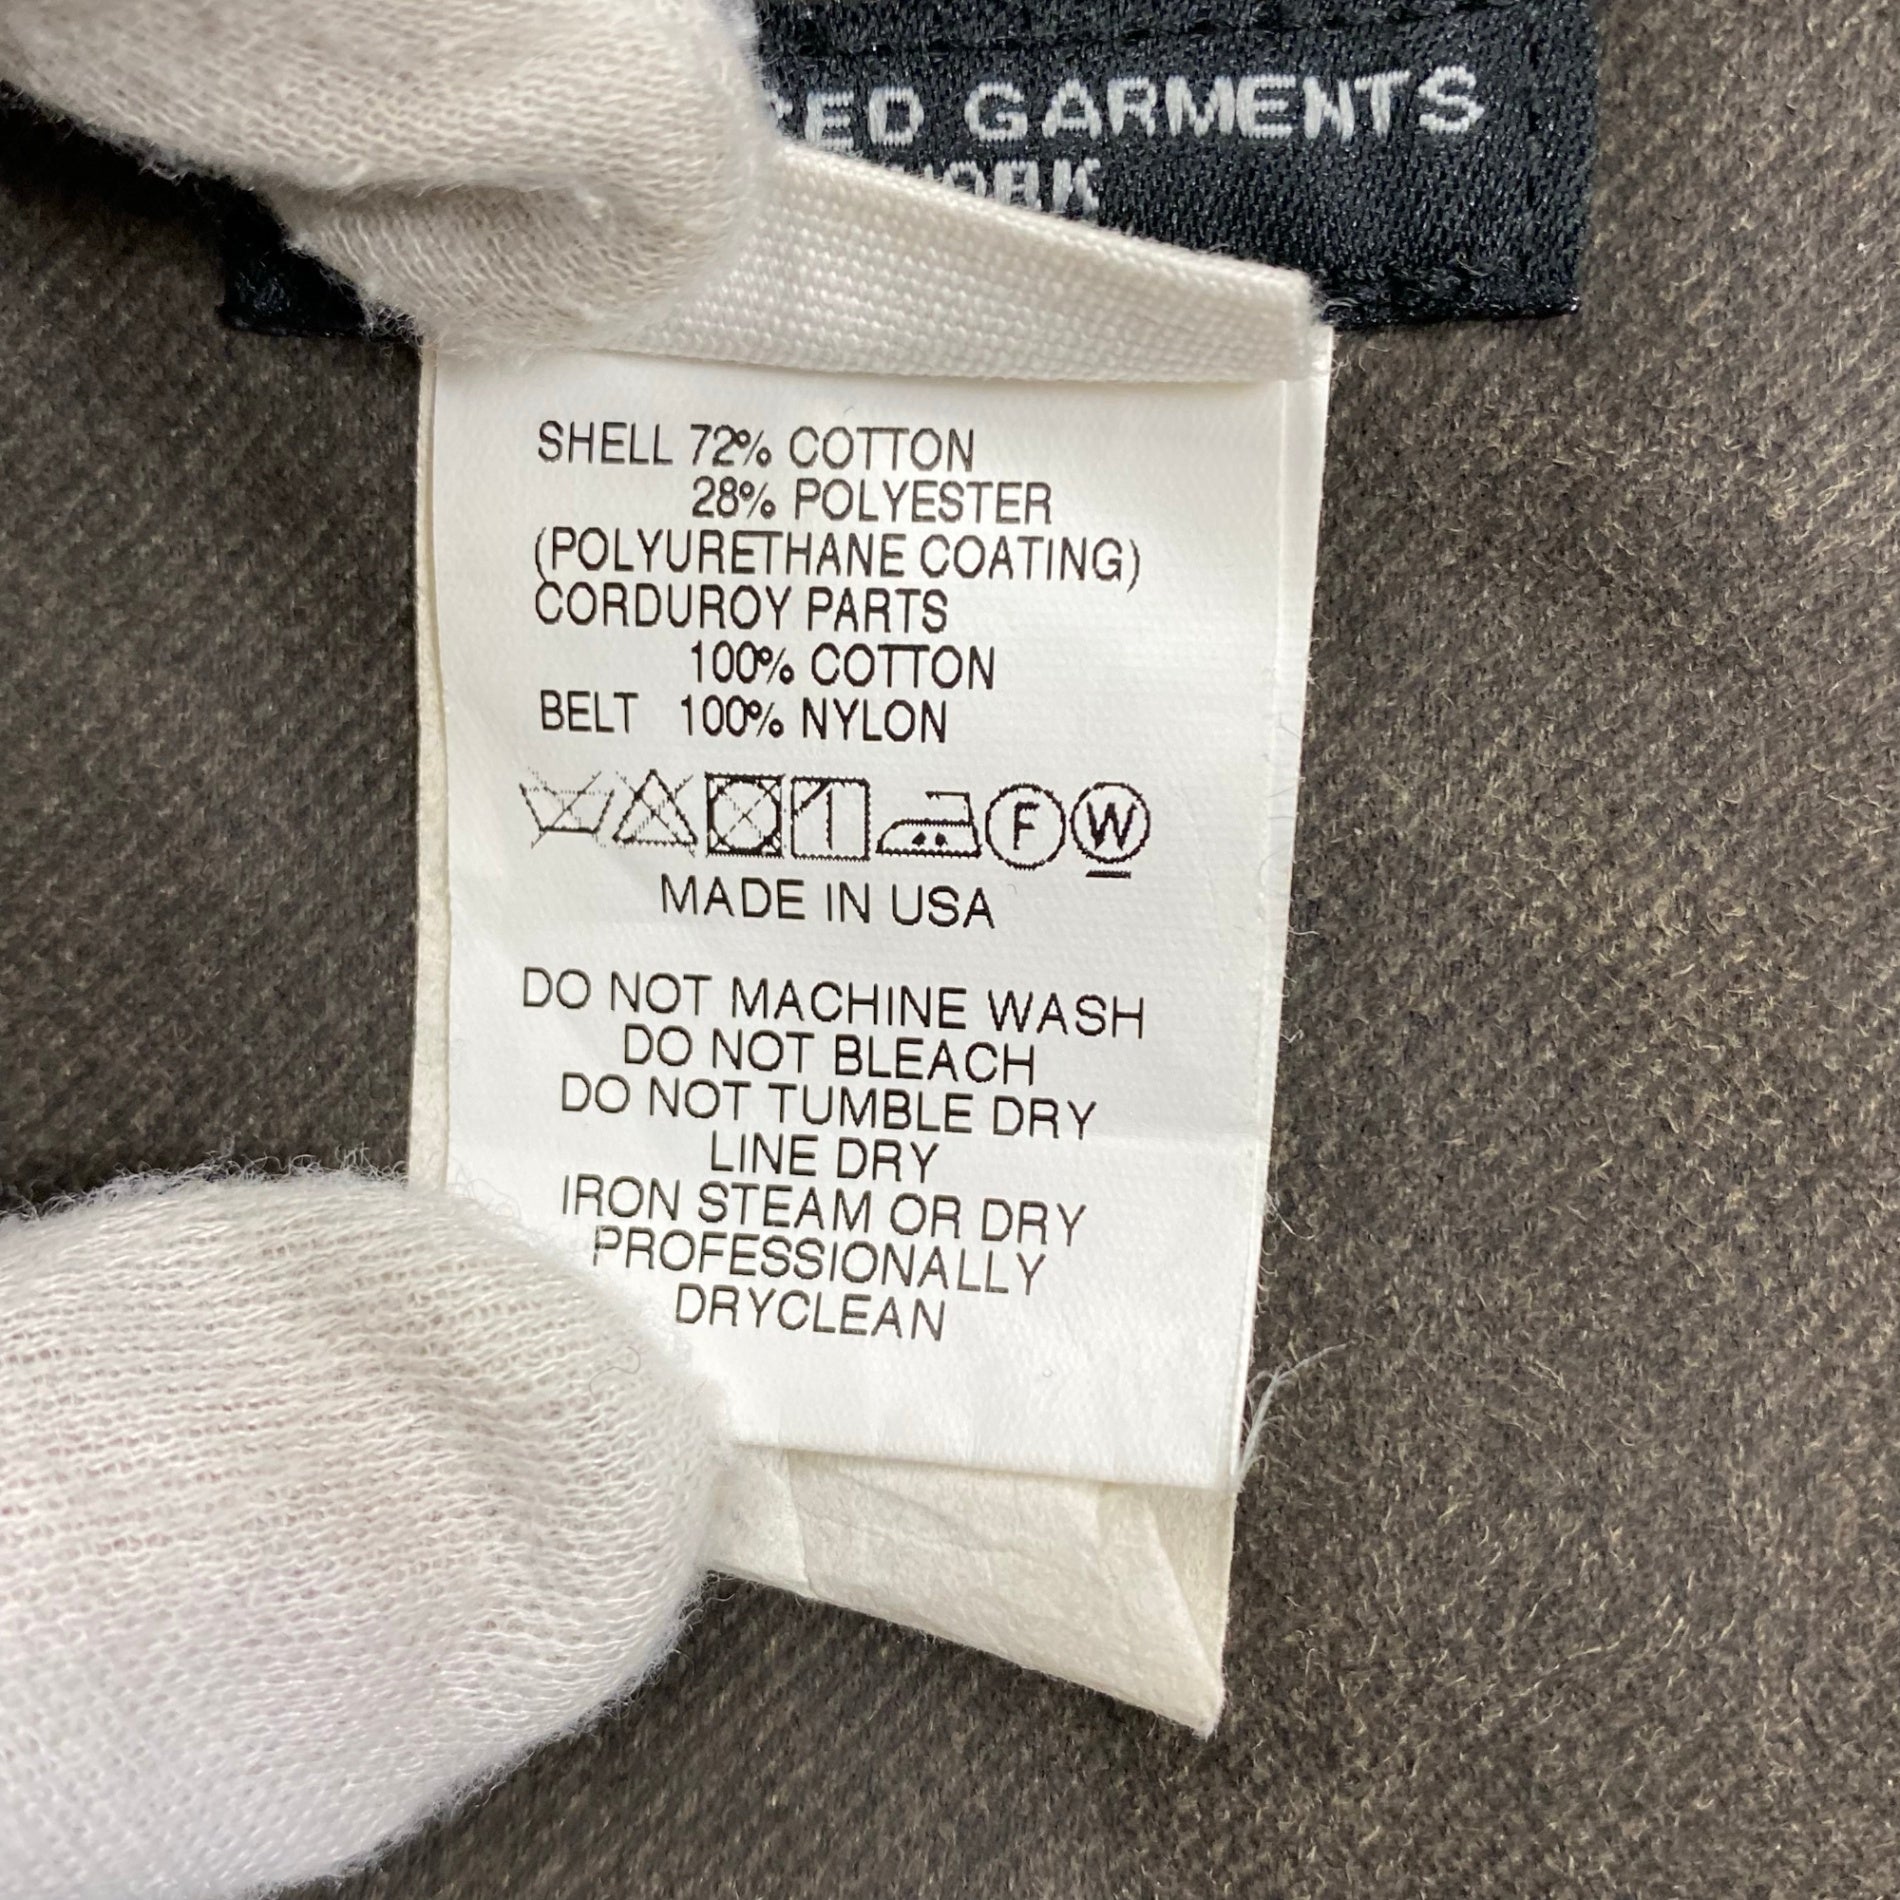 GARMENTS
SHELL 72% COTTON
28% POLYESTER
(POLYURETHANE COATING)
CORDUROY PARTS
100% COTTON
BELT 100% NYLON
F W
MADE IN USA
DO NOT MACHINE WASH
DO NOT BLEACH
DO NOT TUMBLE DRY
LINE DRY
IRON STEAM OR DRY
PROFESSIONALLY
DRYCLEAN